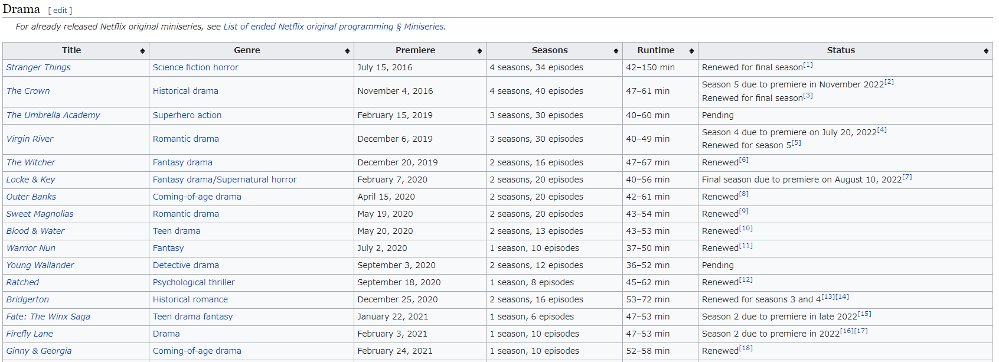 Drama [ edit ]
For already released Netflix original miniseries, see List of ended Netflix original programming § Miniseries.
Title Genre Premiere Seasons Runtime Status
Stranger Things Science fiction horror July 15, 2016 4 seasons, 34 episodes 42–150 min Renewed for final season[1]
The Crown Historical drama November 4, 2016 4 seasons, 40 episodes 47–61 min Season 5 due to premiere in November 2022[2]
Renewed for final season[3]
The Umbrella Academy Superhero action February 15, 2019 3 seasons, 30 episodes 40–60 min Pending
Virgin River Romantic drama December 6, 2019 3 seasons, 30 episodes 40–49 min Season 4 due to premiere on July 20, 2022[4]
Renewed for season 5[5]
The Witcher Fantasy drama December 20, 2019 2 seasons, 16 episodes 47–67 min Renewed[6]
Locke & Key Fantasy drama/Supernatural horror February 7, 2020 2 seasons, 20 episodes 40–56 min Final season due to premiere on August 10, 2022[7]
Outer Banks Coming-of-age drama April 15, 2020 2 seasons, 20 episodes 42–61 min Renewed[8]
Sweet Magnolias Romantic drama May 19, 2020 2 seasons, 20 episodes 43–54 min Renewed[9]
Blood & Water Teen drama May 20, 2020 2 seasons, 13 episodes 43–53 min Renewed[10]
Warrior Nun Fantasy July 2, 2020 1 season, 10 episodes 37–50 min Renewed[11]
Young Wallander Detective drama September 3, 2020 2 seasons, 12 episodes 36–52 min Pending
Ratched Psychological thriller September 18, 2020 1 season, 8 episodes 45–62 min Renewed[12]
Bridgerton Historical romance December 25, 2020 2 seasons, 16 episodes 53–72 min Renewed for seasons 3 and 4[13][14]
Fate: The Winx Saga Teen drama fantasy January 22, 2021 1 season, 6 episodes 47–53 min Season 2 due to premiere in late 2022[15]
Firefly Lane Drama February 3, 2021 1 season, 10 episodes 47–53 min Season 2 due to premiere in 2022[16][17]
Ginny & Georgia Coming-of-age drama February 24, 2021 1 season, 10 episodes 52–58 min Renewed[18]